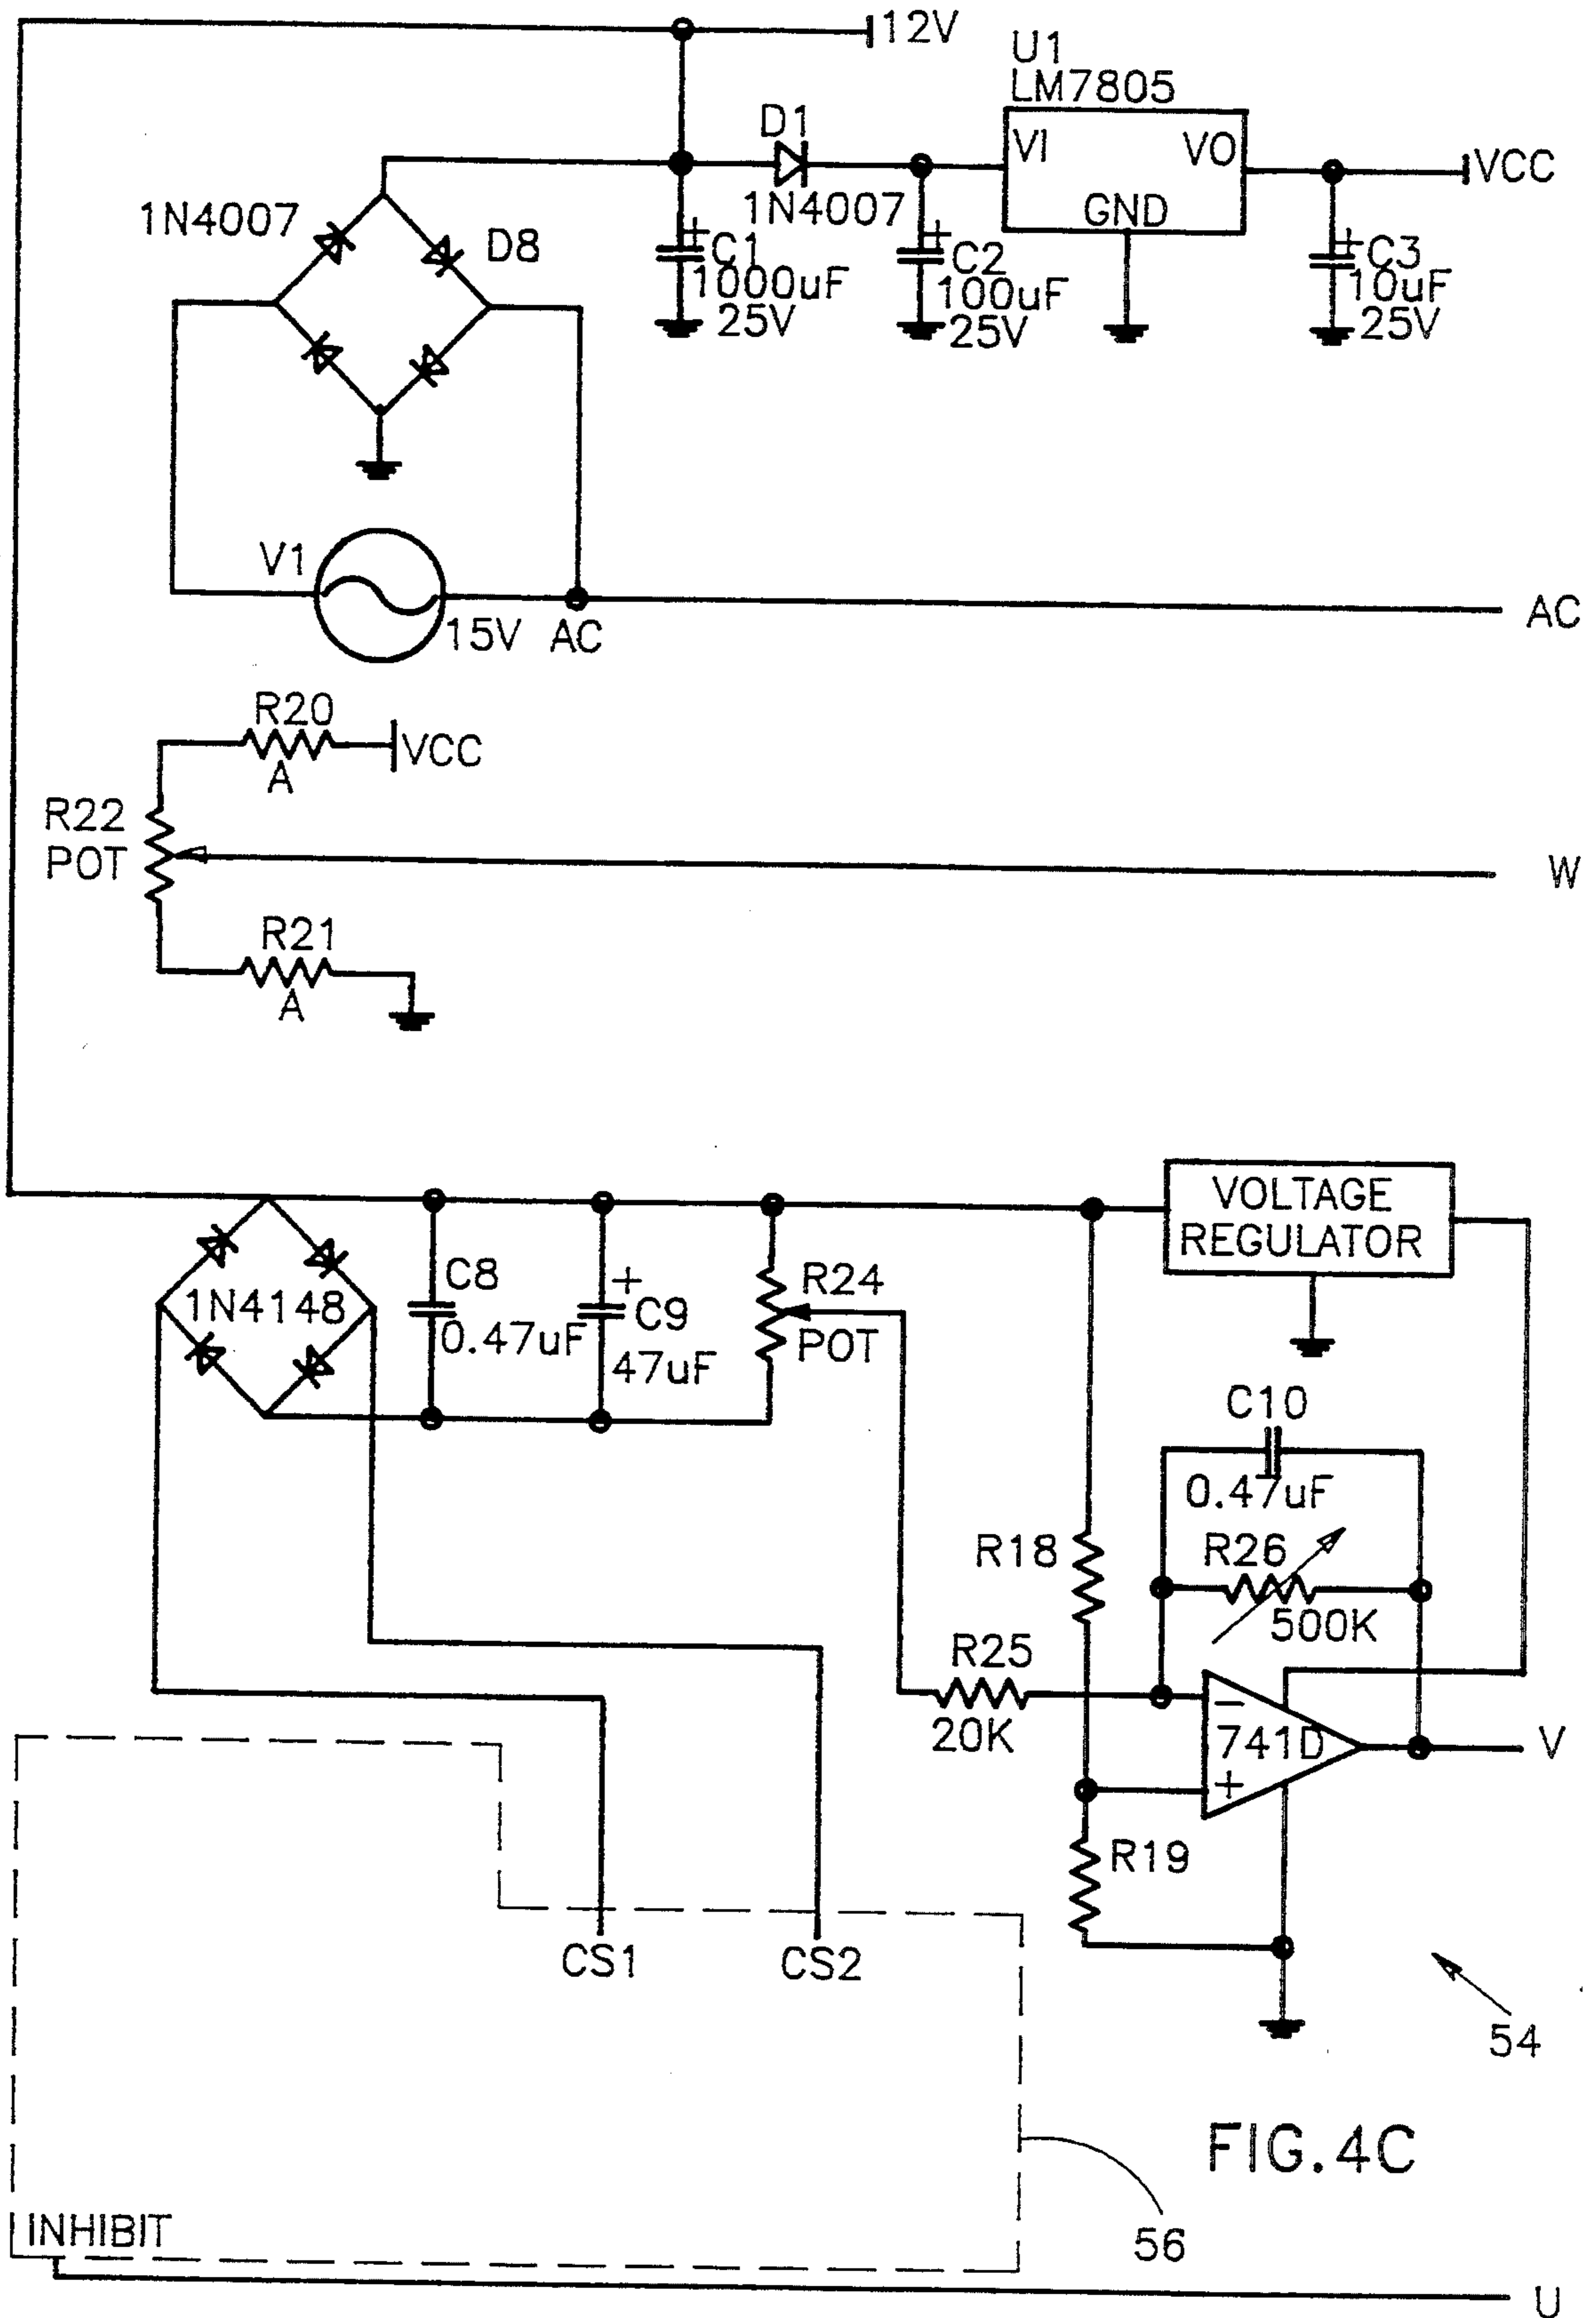 12V
U1
LM7805
D1
VI
VO
VCC
1N4007
1N4007
GND
D8
C1
1000uF
25V
C2
100uF
25V
C3
10uF
25V
V1
15V AC
AC
R20
VCC
A
R22
POT
W
R21
A
VOLTAGE
REGULATOR
C8
0.47uF
1N4148
C9
47uF
R24
POT
C10
0.47uF
R18
R26
500K
R25
20K
741D
V
R19
CS1
CS2
54
FIG.4C
INHIBIT
56
U